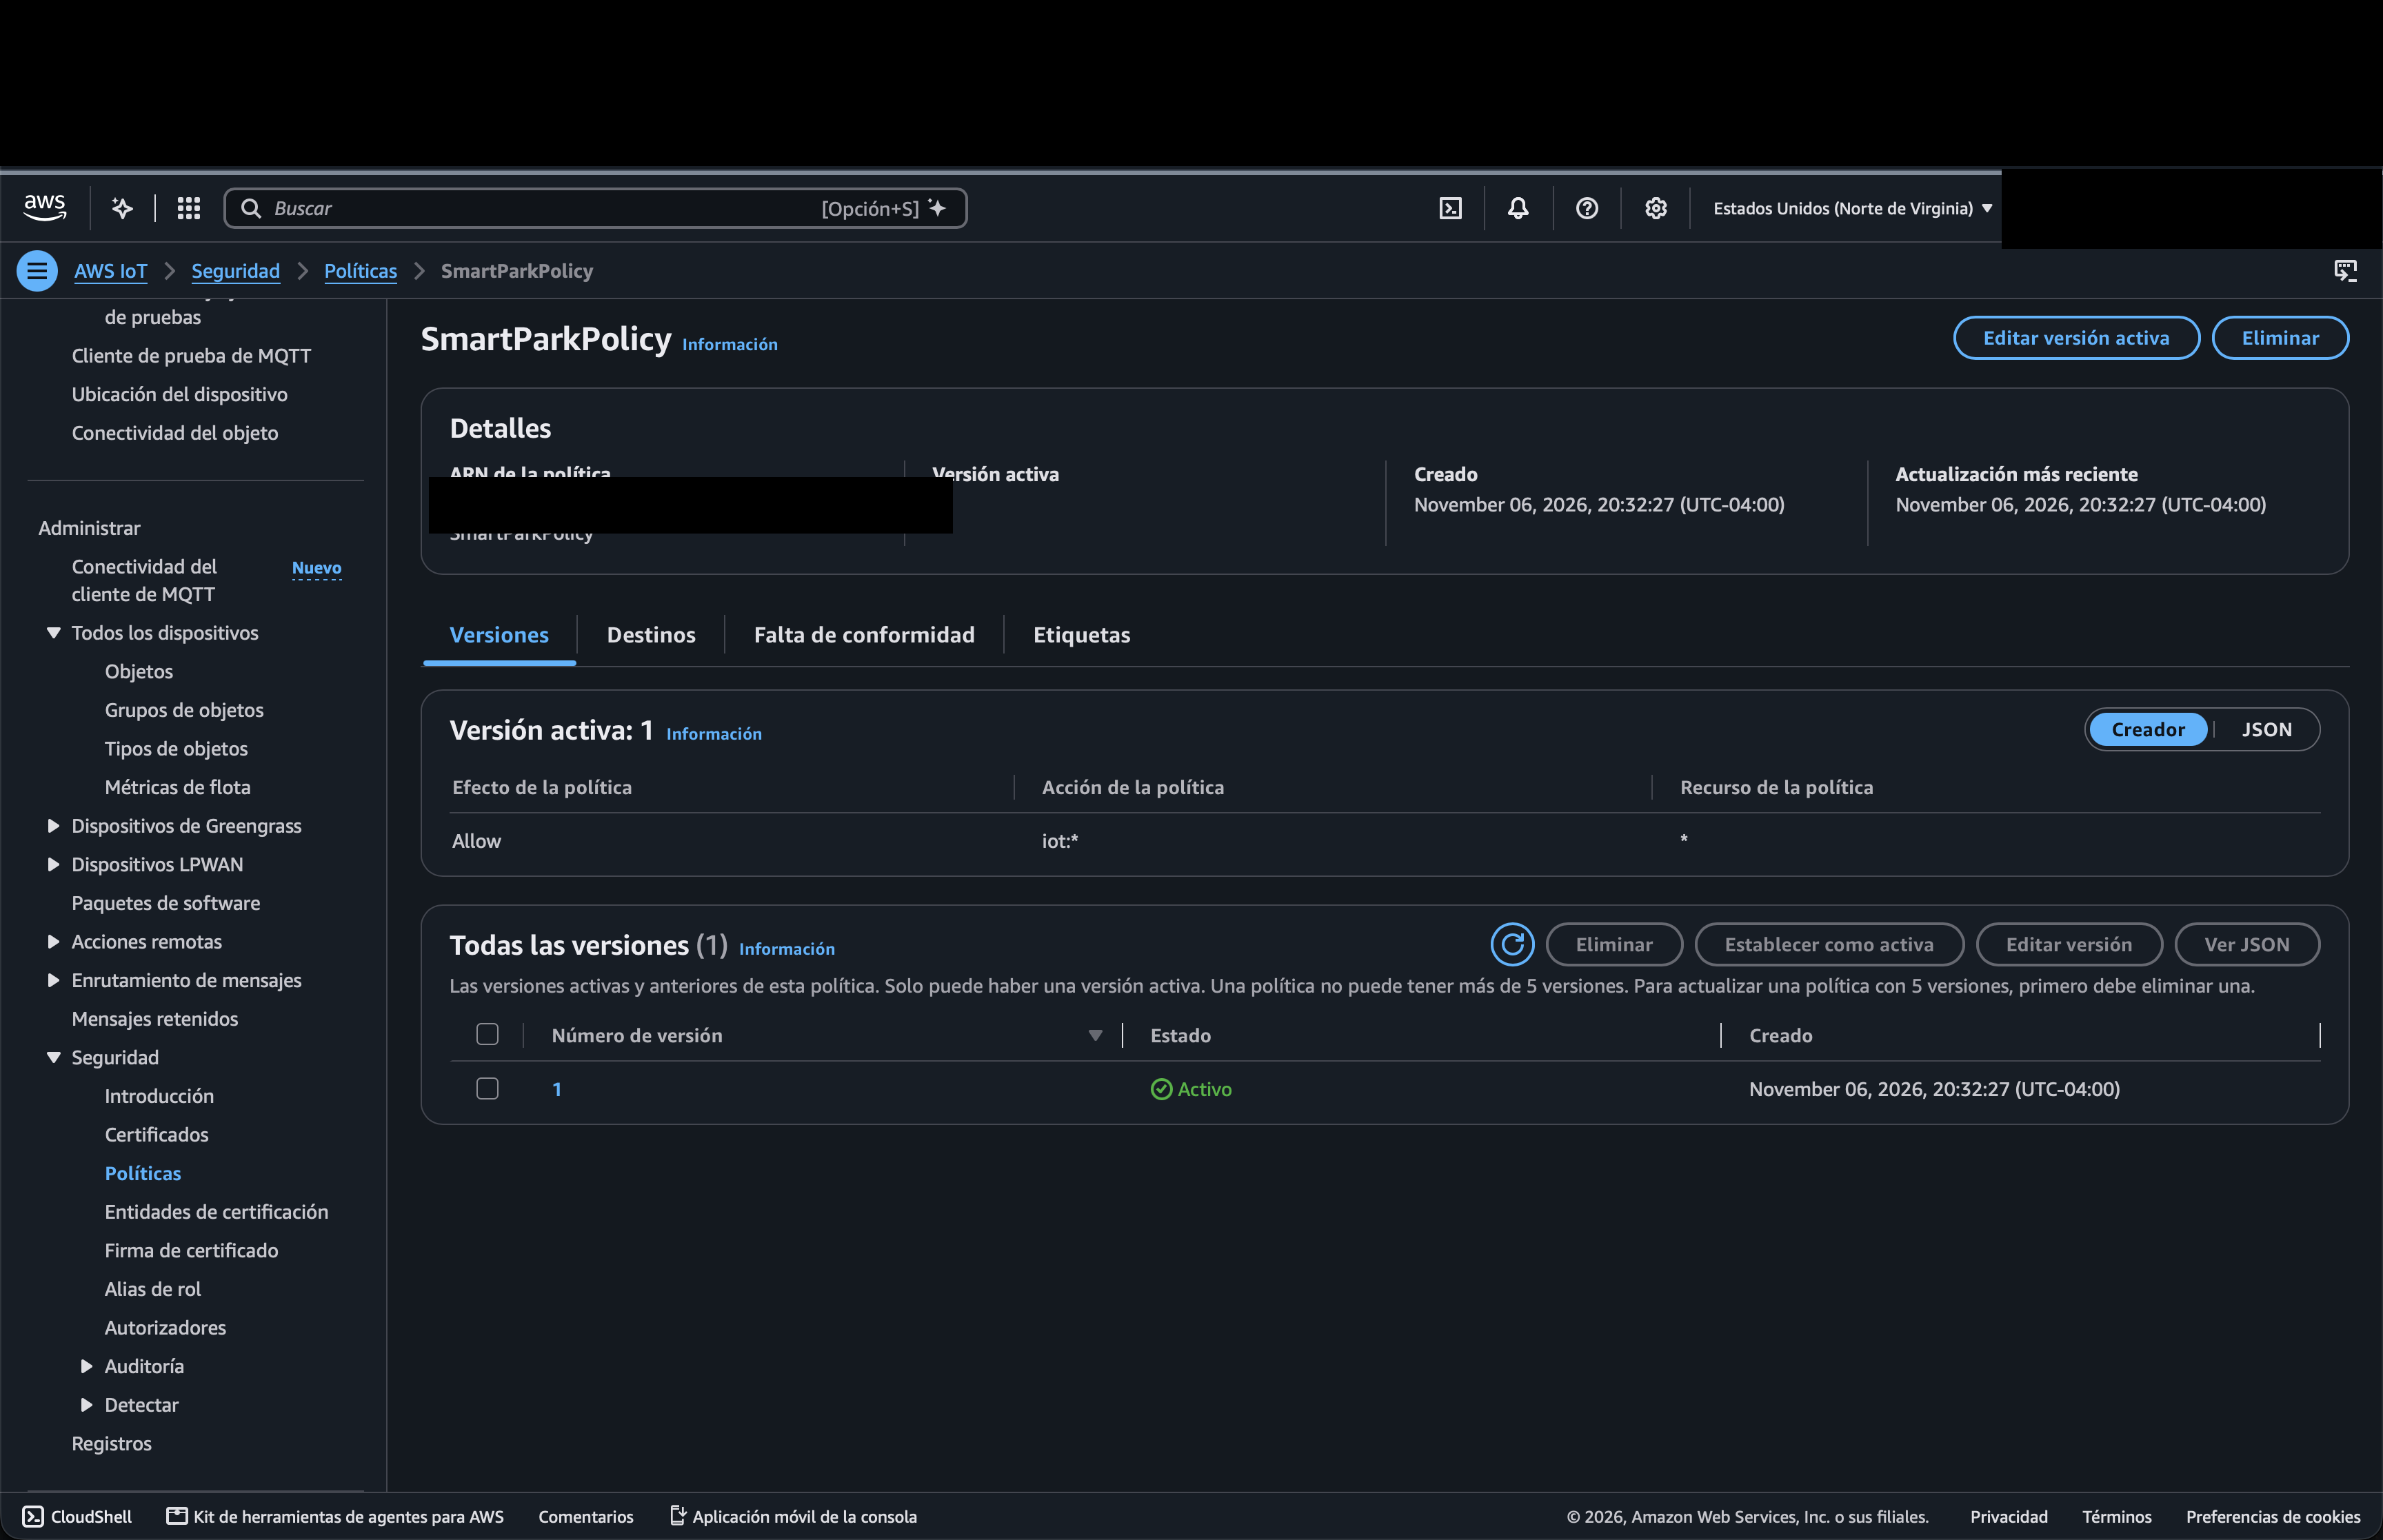 aws
Buscar
[Opción+S]
Estados Unidos (Norte de Virginia)
AWS IoT
Seguridad
Políticas
SmartParkPolicy
de pruebas
Cliente de prueba de MQTT
Ubicación del dispositivo
Conectividad del objeto
Administrar
Conectividad del
cliente de MQTT
Nuevo
Todos los dispositivos
Objetos
Grupos de objetos
Tipos de objetos
Métricas de flota
Dispositivos de Greengrass
Dispositivos LPWAN
Paquetes de software
Acciones remotas
Enrutamiento de mensajes
Mensajes retenidos
Seguridad
Introducción
Certificados
Políticas
Entidades de certificación
Firma de certificado
Alias de rol
Autorizadores
Auditoría
Detectar
Registros
SmartParkPolicy Información
Editar versión activa
Eliminar
Detalles
ARN de la política
SmartParkPolicy
Versión activa
Creado
November 06, 2026, 20:32:27 (UTC-04:00)
Actualización más reciente
November 06, 2026, 20:32:27 (UTC-04:00)
Versiones
Destinos
Falta de conformidad
Etiquetas
Versión activa: 1 Información
Creador
JSON
Efecto de la política
Acción de la política
Recurso de la política
Allow
iot:*
*
Todas las versiones (1) Información
Eliminar
Establecer como activa
Editar versión
Ver JSON
Las versiones activas y anteriores de esta política. Solo puede haber una versión activa. Una política no puede tener más de 5 versiones. Para actualizar una política con 5 versiones, primero debe eliminar una.
Número de versión
Estado
Creado
1
Activo
November 06, 2026, 20:32:27 (UTC-04:00)
CloudShell
Kit de herramientas de agentes para AWS
Comentarios
Aplicación móvil de la consola
© 2026, Amazon Web Services, Inc. o sus filiales.
Privacidad
Términos
Preferencias de cookies